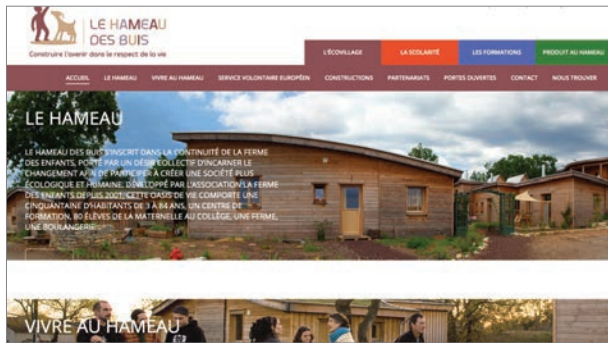 LE HAMEAU
DES BUIS
Construire l'avenir dans le respect de la vie
L'ÉCOVILLAGE
LA SCOLARITÉ
LES FORMATIONS
PRODUIT AU HAMEAU
ACCUEIL LE HAMEAU VIVRE AU HAMEAU SERVICE VOLONTAIRE EUROPÉEN CONSTRUCTIONS PARTENARIATS PORTES OUVERTES CONTACT NOUS TROUVER
LE HAMEAU
LE HAMEAU DES BUIS S'INSCRIT DANS LA CONTINUITÉ DE LA FERME
DES ENFANTS, PORTÉ PAR UN DÉSIR COLLECTIF D'INCARNER LE
CHANGEMENT AFIN DE PARTICIPER À CRÉER UNE SOCIÉTÉ PLUS
ÉCOLOGIQUE ET HUMAINE. DÉVELOPPÉ PAR L'ASSOCIATION LA FERME
DES ENFANTS DEPUIS 2001, CETTE OASIS DE VIE COMPORTE UNE
CINQUANTAINE D'HABITANTS DE 3 À 84 ANS, UN CENTRE DE
FORMATION, 80 ÉLÈVES DE LA MATERNELLE AU COLLÈGE, UNE FERME,
UNE BOULANGERIE...
VIVRE AU HAMEAU